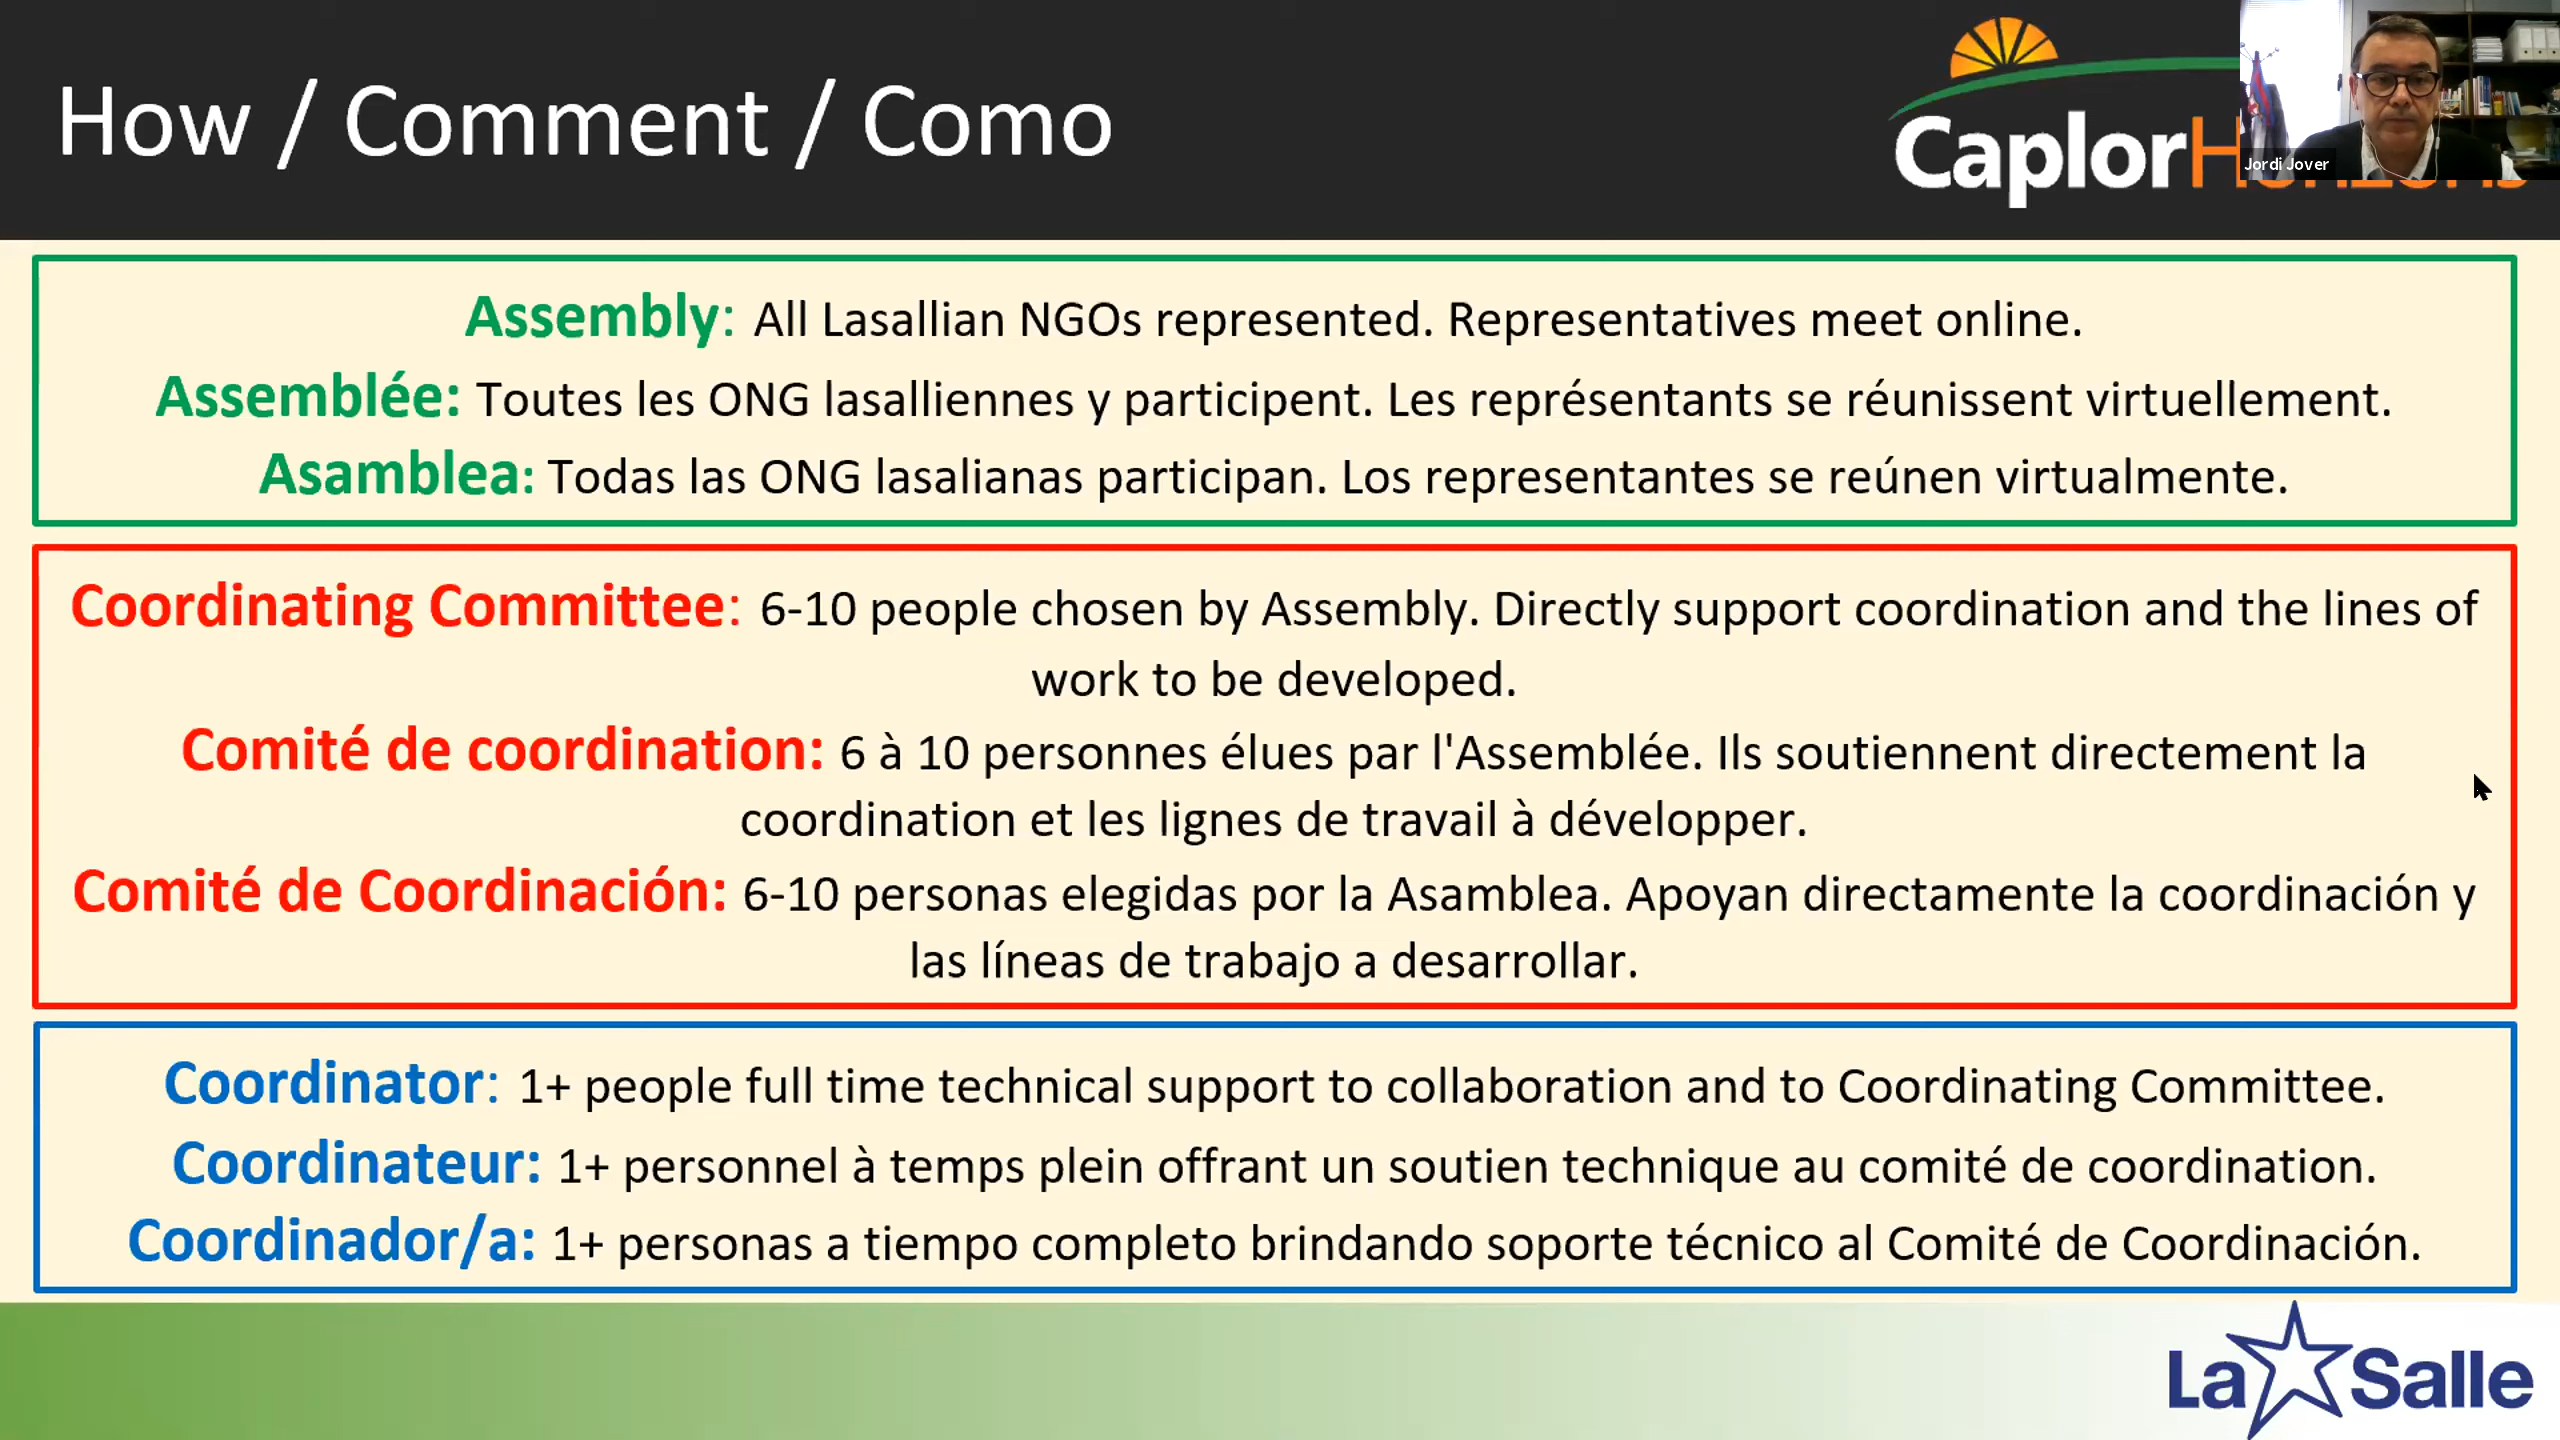 How / Comment / Como
Caplor
Jordi Jover
Assembly: All Lasallian NGOs represented. Representatives meet online.
Assemblée: Toutes les ONG lasalliennes y participent. Les représentants se réunissent virtuellement.
Asamblea: Todas las ONG lasalianas participan. Los representantes se reúnen virtualmente.
Coordinating Committee: 6-10 people chosen by Assembly. Directly support coordination and the lines of
work to be developed.
Comité de coordination: 6 à 10 personnes élues par l'Assemblée. Ils soutiennent directement la
coordination et les lignes de travail à développer.
Comité de Coordinación: 6-10 personas elegidas por la Asamblea. Apoyan directamente la coordinación y
las líneas de trabajo a desarrollar.
Coordinator: 1+ people full time technical support to collaboration and to Coordinating Committee.
Coordinateur: 1+ personnel à temps plein offrant un soutien technique au comité de coordination.
Coordinador/a: 1+ personas a tiempo completo brindando soporte técnico al Comité de Coordinación.
La Salle